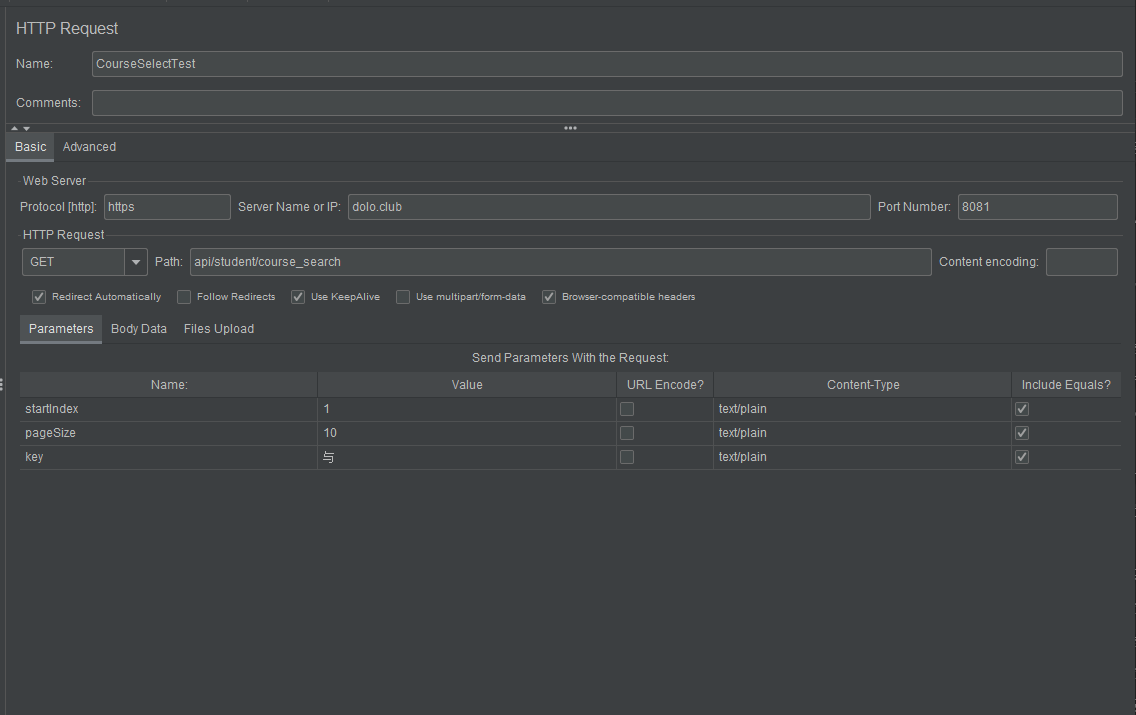 HTTP Request
Name: CourseSelectTest
Comments:
Basic Advanced
Web Server
Protocol [http]: https Server Name or IP: dolo.club Port Number: 8081
HTTP Request
GET Path: api/student/course_search Content encoding:
Redirect Automatically Follow Redirects Use KeepAlive Use multipart/form-data Browser-compatible headers
Parameters Body Data Files Upload
Send Parameters With the Request:
Name: Value URL Encode? Content-Type Include Equals?
startIndex 1 text/plain
pageSize 10 text/plain
key 与 text/plain